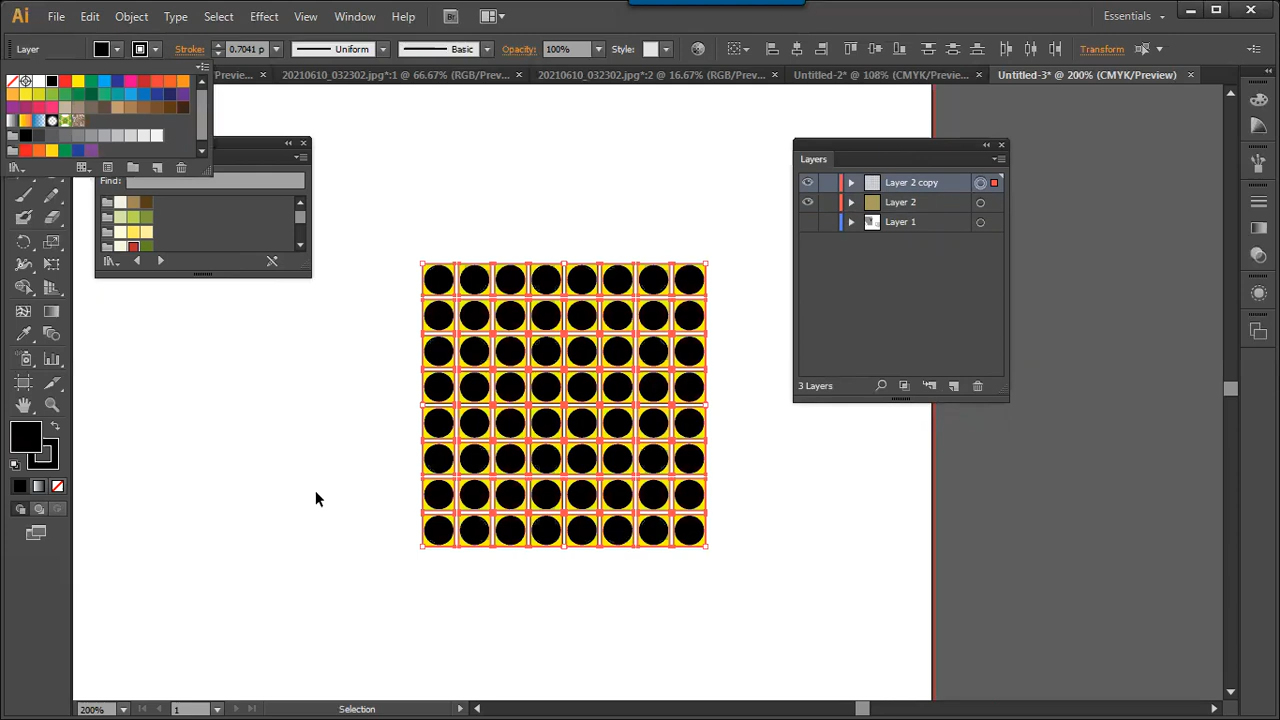 Ai File Edit Object Type Select Effect View Window Help Br Essentials
Layer Stroke: 0.7041 p Uniform Basic Opacity: 100% Style: Transform
Previe... 20210610_032302.jpg*:1 @ 66.67% (RGB/Prev... 20210610_032302.jpg*:2 @ 16.67% (RGB/Prev... Untitled-2* @ 108% (CMYK/Preview) Untitled-3* @ 200% (CMYK/Preview)
Layers
Find:
Layer 2 copy
Layer 2
Layer 1
3 Layers
200% 1 Selection